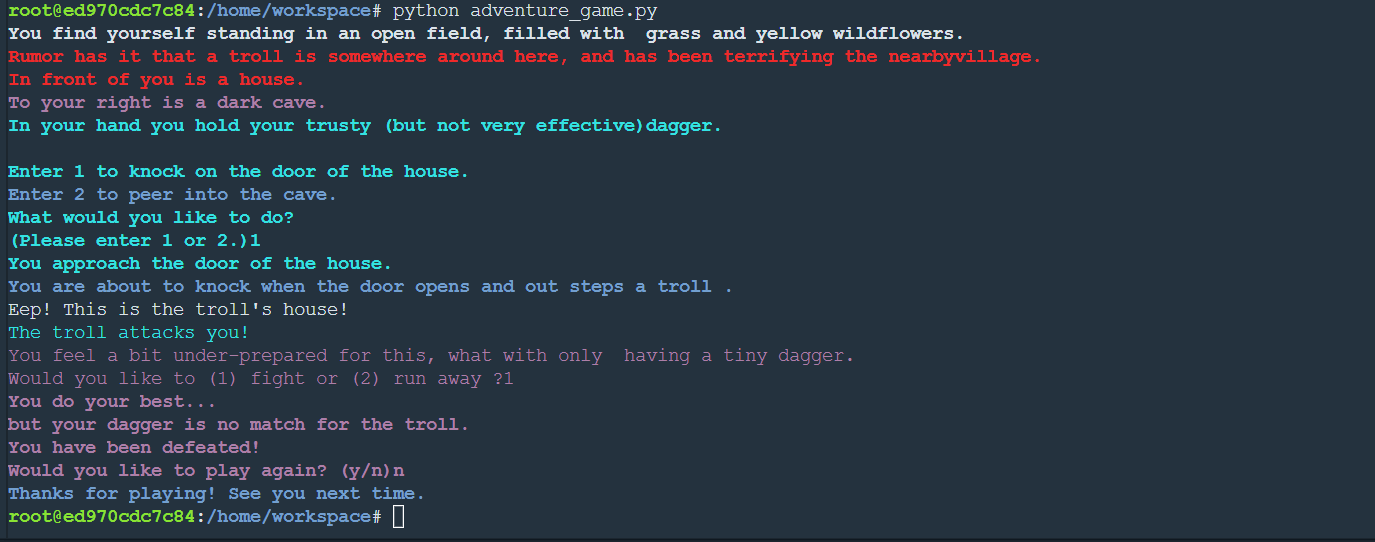 root@ed970cdc7c84:/home/workspace# python adventure_game.py
You find yourself standing in an open field, filled with  grass and yellow wildflowers.
Rumor has it that a troll is somewhere around here, and has been terrifying the nearbyvillage.
In front of you is a house.
To your right is a dark cave.
In your hand you hold your trusty (but not very effective)dagger.
Enter 1 to knock on the door of the house.
Enter 2 to peer into the cave.
What would you like to do?
(Please enter 1 or 2.)1
You approach the door of the house.
You are about to knock when the door opens and out steps a troll .
Eep! This is the troll's house!
The troll attacks you!
You feel a bit under-prepared for this, what with only  having a tiny dagger.
Would you like to (1) fight or (2) run away ?1
You do your best...
but your dagger is no match for the troll.
You have been defeated!
Would you like to play again? (y/n)n
Thanks for playing! See you next time.
root@ed970cdc7c84:/home/workspace#